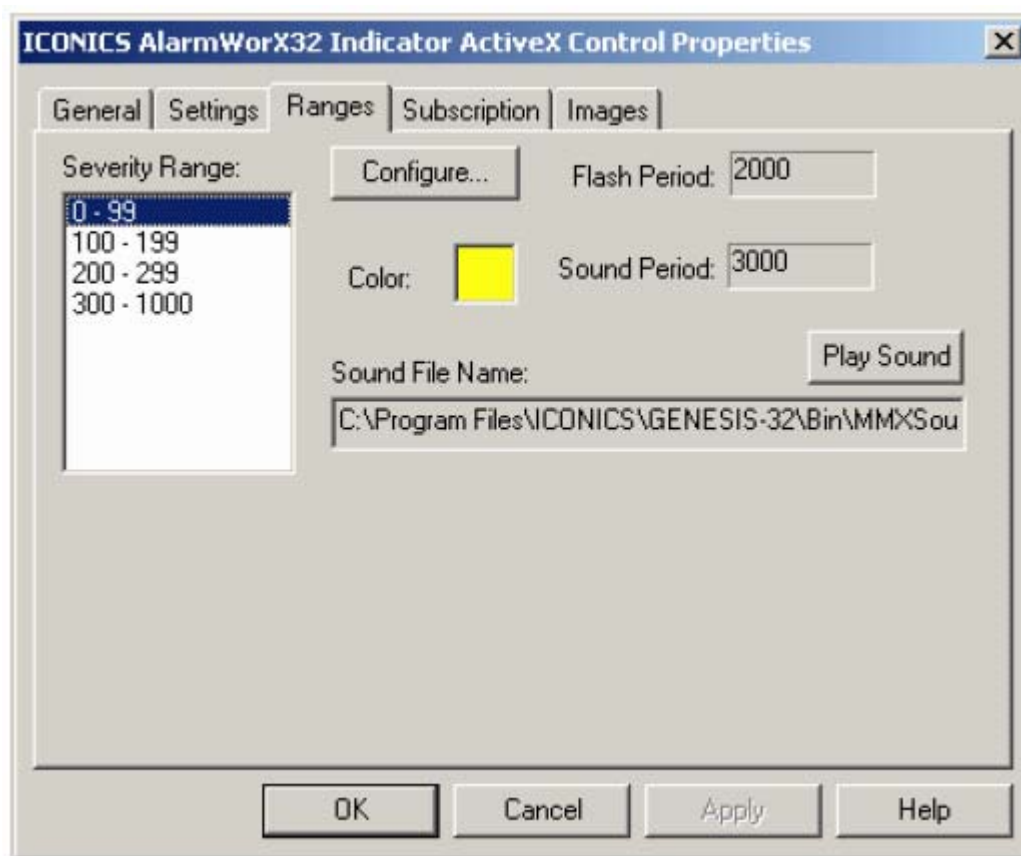 ICONICS AlarmWorX32 Indicator ActiveX Control Properties
General Settings Ranges Subscription Images
Severity Range:
0 - 99
100 - 199
200 - 299
300 - 1000
Configure...
Flash Period: 2000
Color:
Sound Period: 3000
Play Sound
Sound File Name:
C:\Program Files\ICONICS\GENESIS-32\Bin\MMXSou
OK Cancel Apply Help